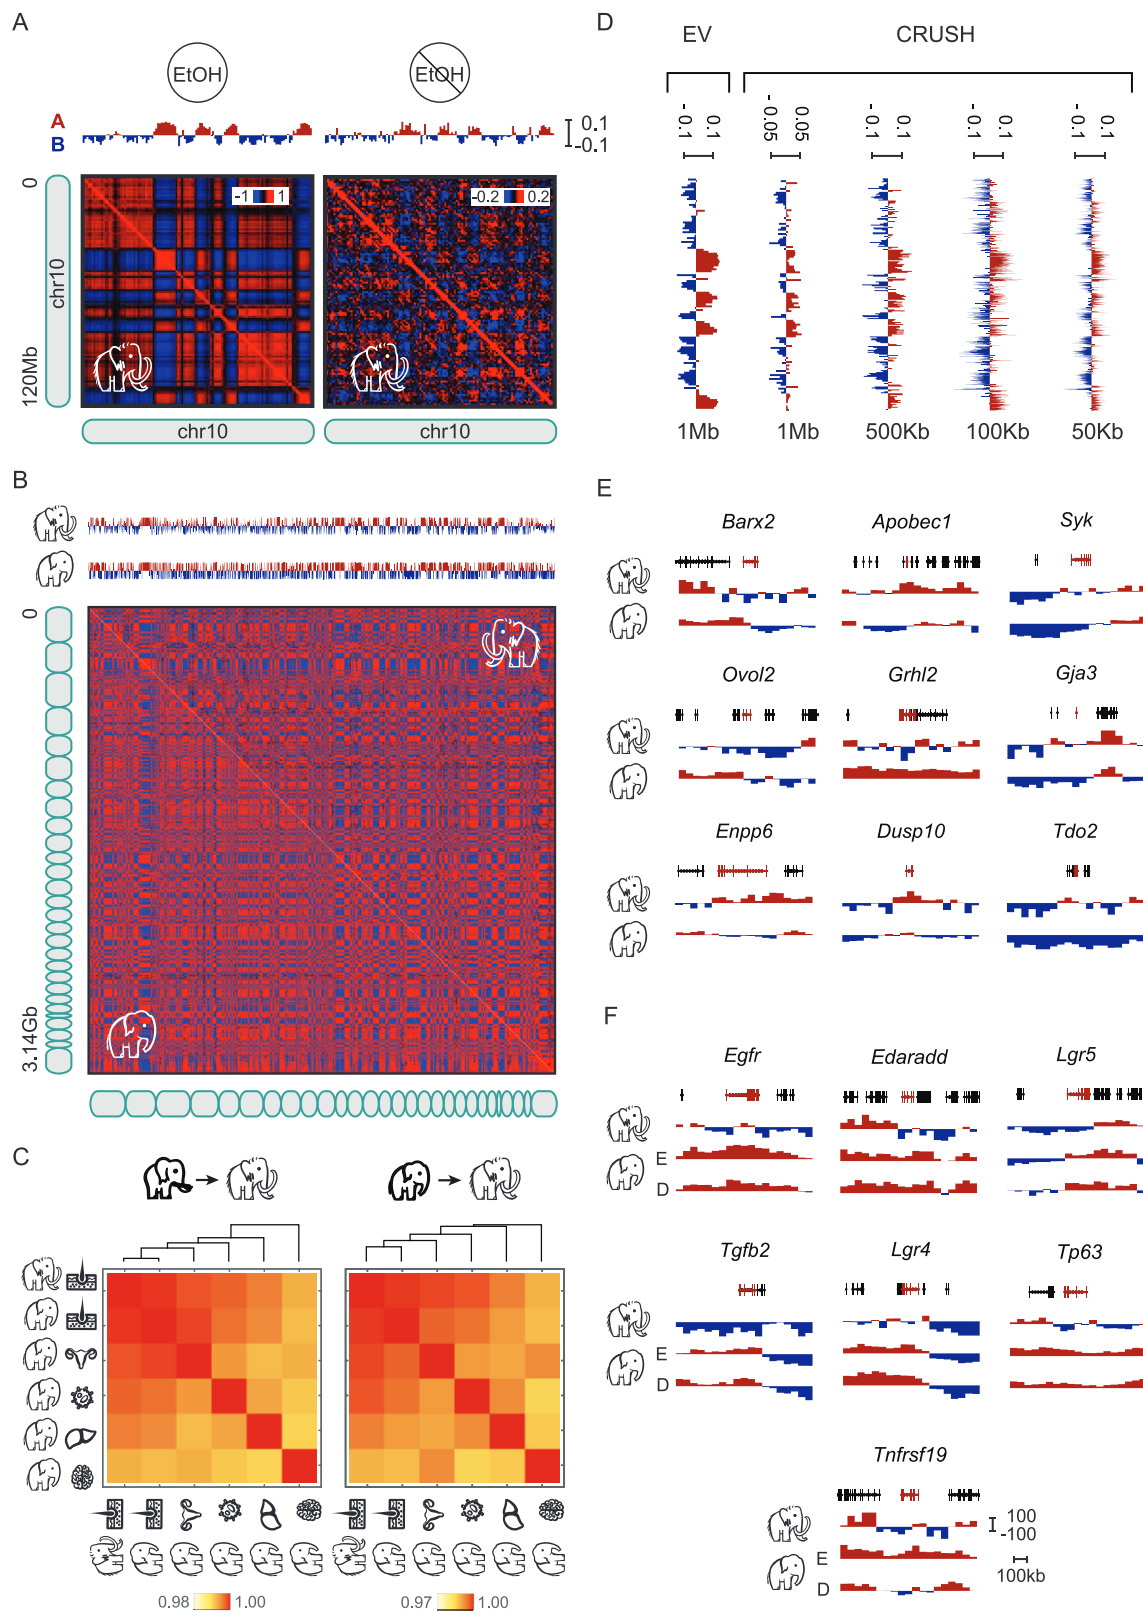 A
EtOH
EtOH
A
B
0.1
-0.1
0
chr10
120Mb
-1 1
-0.2 0.2
chr10
chr10
B
0
3.14Gb
C
0.98 1.00
0.97 1.00
D
EV
CRUSH
-0.1 0.1
-0.05 0.05
-0.1 0.1
-0.1 0.1
-0.1 0.1
1Mb
1Mb
500Kb
100Kb
50Kb
E
Barx2
Apobec1
Syk
Ovol2
Grhl2
Gja3
Enpp6
Dusp10
Tdo2
F
Egfr
Edaradd
Lgr5
E
D
Tgfb2
Lgr4
Tp63
E
D
Tnfrsf19
100
-100
E
D
100kb